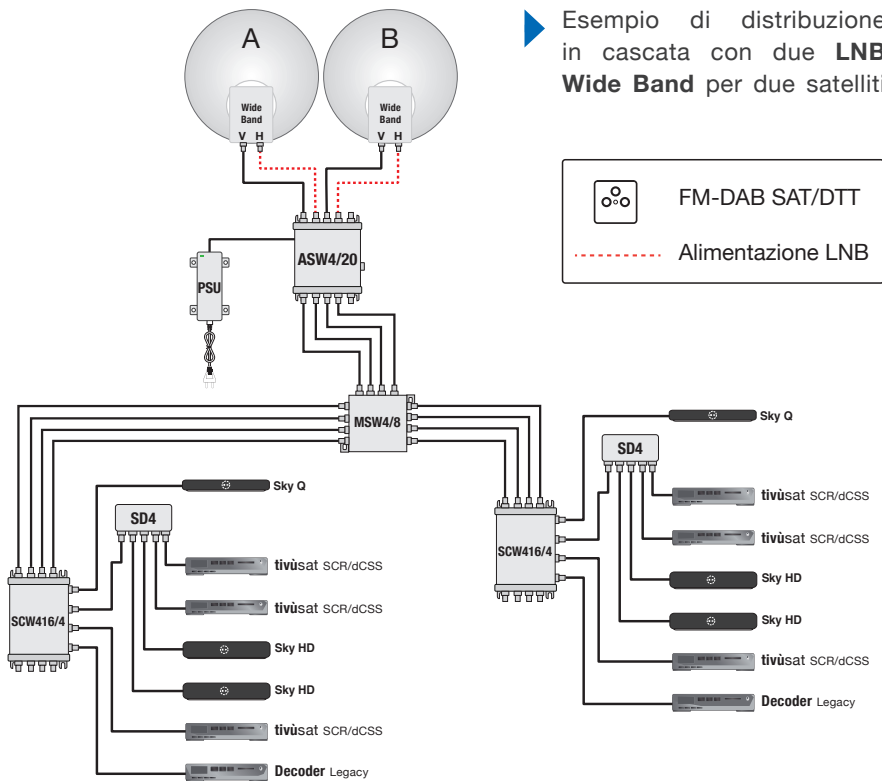 A
B
Esempio di distribuzione
in cascata con due LNB
Wide Band per due satelliti
Wide
Band
V H
Wide
Band
V H
FM-DAB SAT/DTT
Alimentazione LNB
ASW4/20
PSU
MSW4/8
Sky Q
SD4
tivùsat SCR/dCSS
tivùsat SCR/dCSS
Sky HD
Sky HD
tivùsat SCR/dCSS
Decoder Legacy
SCW416/4
Sky Q
SD4
tivùsat SCR/dCSS
tivùsat SCR/dCSS
Sky HD
Sky HD
tivùsat SCR/dCSS
Decoder Legacy
SCW416/4